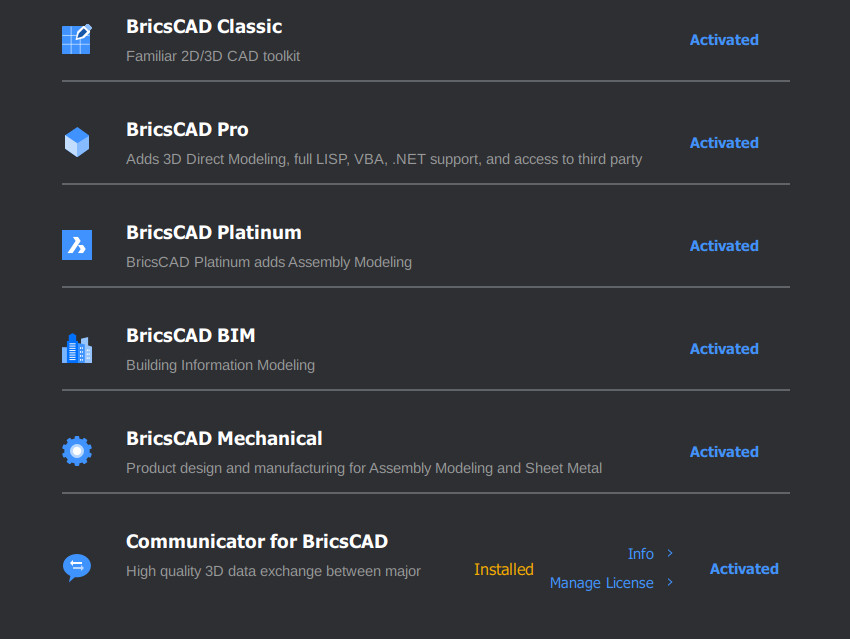 BricsCAD Classic
Familiar 2D/3D CAD toolkit
Activated
BricsCAD Pro
Adds 3D Direct Modeling, full LISP, VBA, .NET support, and access to third party
Activated
BricsCAD Platinum
BricsCAD Platinum adds Assembly Modeling
Activated
BricsCAD BIM
Building Information Modeling
Activated
BricsCAD Mechanical
Product design and manufacturing for Assembly Modeling and Sheet Metal
Activated
Communicator for BricsCAD
High quality 3D data exchange between major
Installed
Info >
Manage License >
Activated